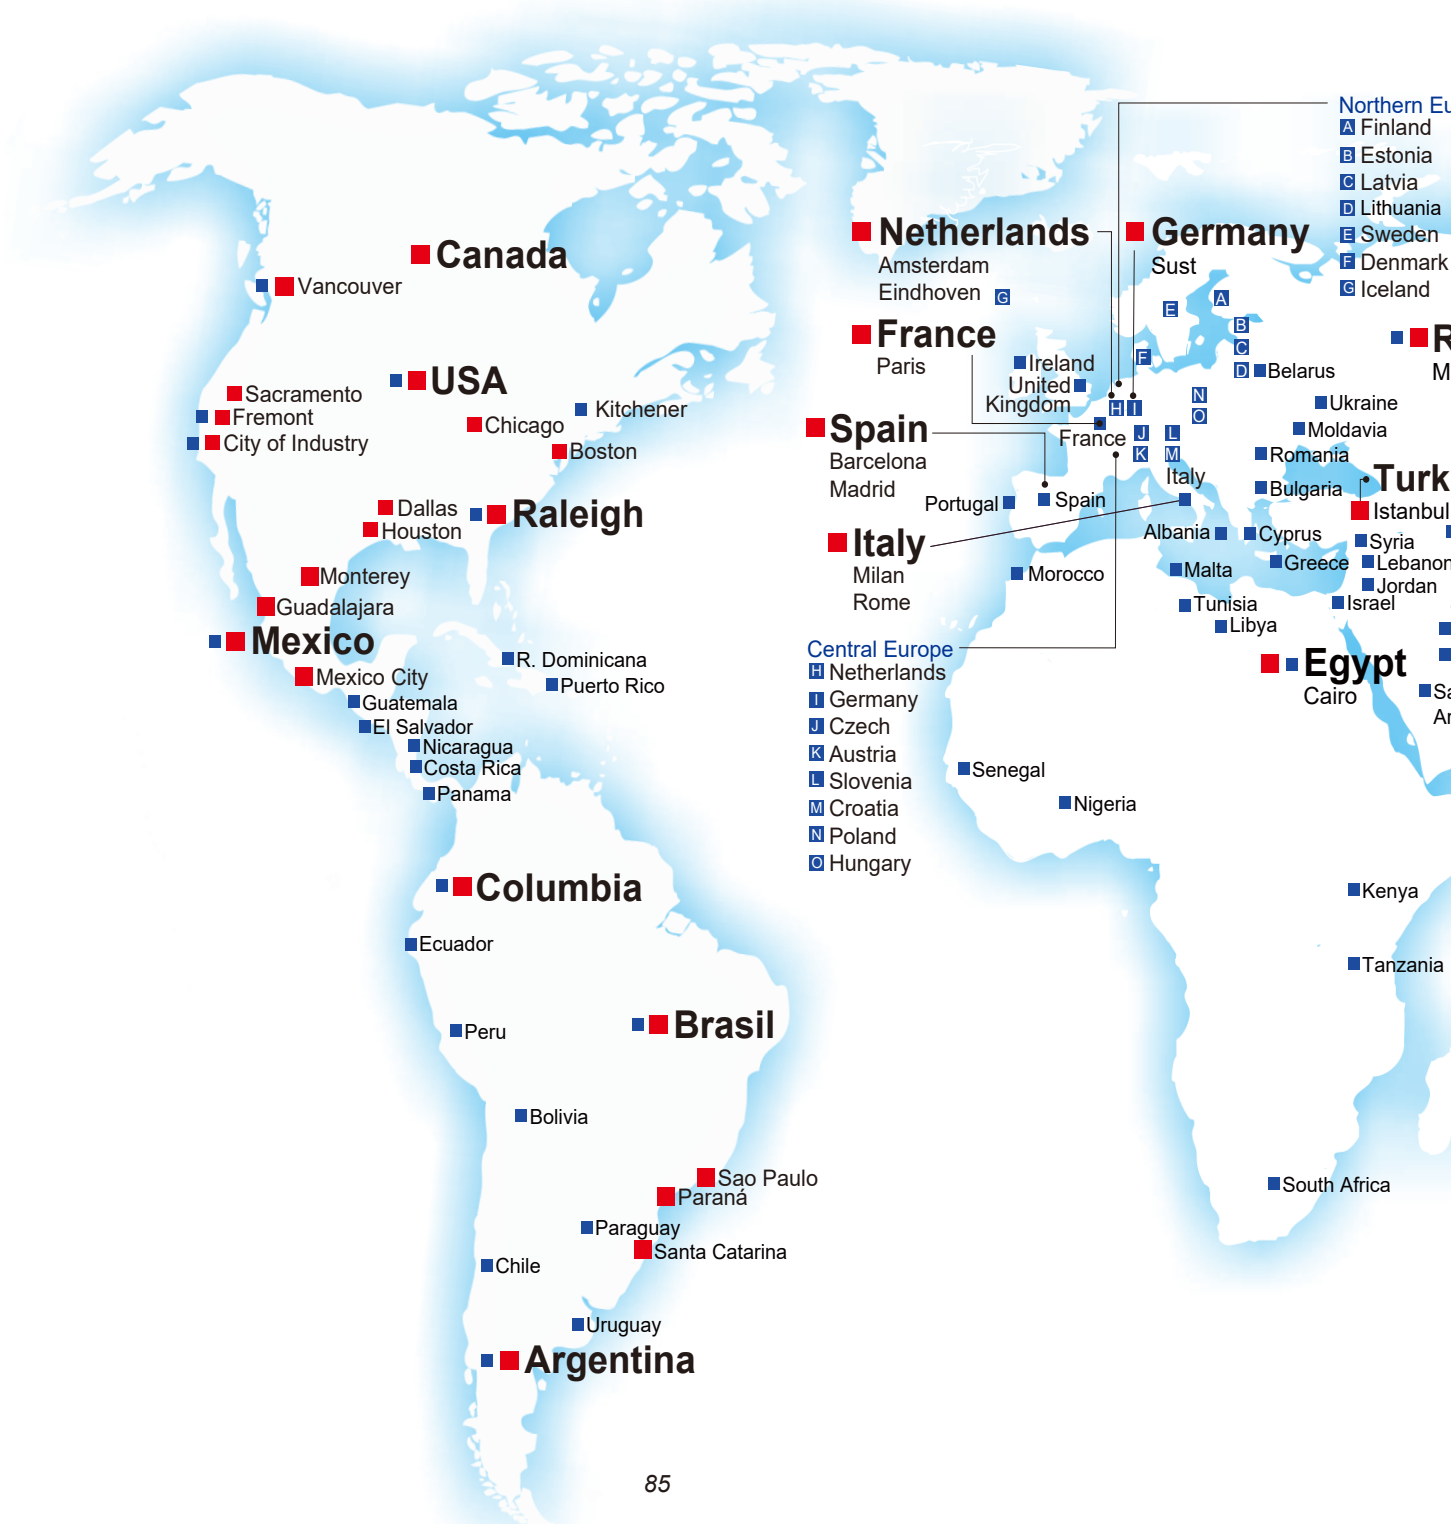 Canada
Vancouver
USA
Sacramento
Fremont
City of Industry
Chicago
Kitchener
Boston
Dallas
Houston
Raleigh
Monterey
Guadalajara
Mexico
Mexico City
R. Dominicana
Puerto Rico
Guatemala
El Salvador
Nicaragua
Costa Rica
Panama
Columbia
Ecuador
Peru
Brasil
Bolivia
Sao Paulo
Paraná
Paraguay
Santa Catarina
Chile
Uruguay
Argentina
Netherlands
Amsterdam
Eindhoven
G
France
Paris
Spain
Barcelona
Madrid
Italy
Milan
Rome
Germany
Sust
Northern Eu
A Finland
B Estonia
C Latvia
D Lithuania
E Sweden
F Denmark
G Iceland
E
A
B
C
D
F
Belarus
R
M
Ireland
United
Kingdom
H
I
N
O
J
L
K
M
France
Ukraine
Moldavia
Romania
Bulgaria
Italy
Portugal
Spain
Turk
Istanbul
Albania
Cyprus
Syria
Greece
Lebanon
Jordan
Israel
Malta
Morocco
Tunisia
Libya
Egypt
Cairo
Sa
Ar
Central Europe
H Netherlands
I Germany
J Czech
K Austria
L Slovenia
M Croatia
N Poland
O Hungary
Senegal
Nigeria
Kenya
Tanzania
South Africa
85